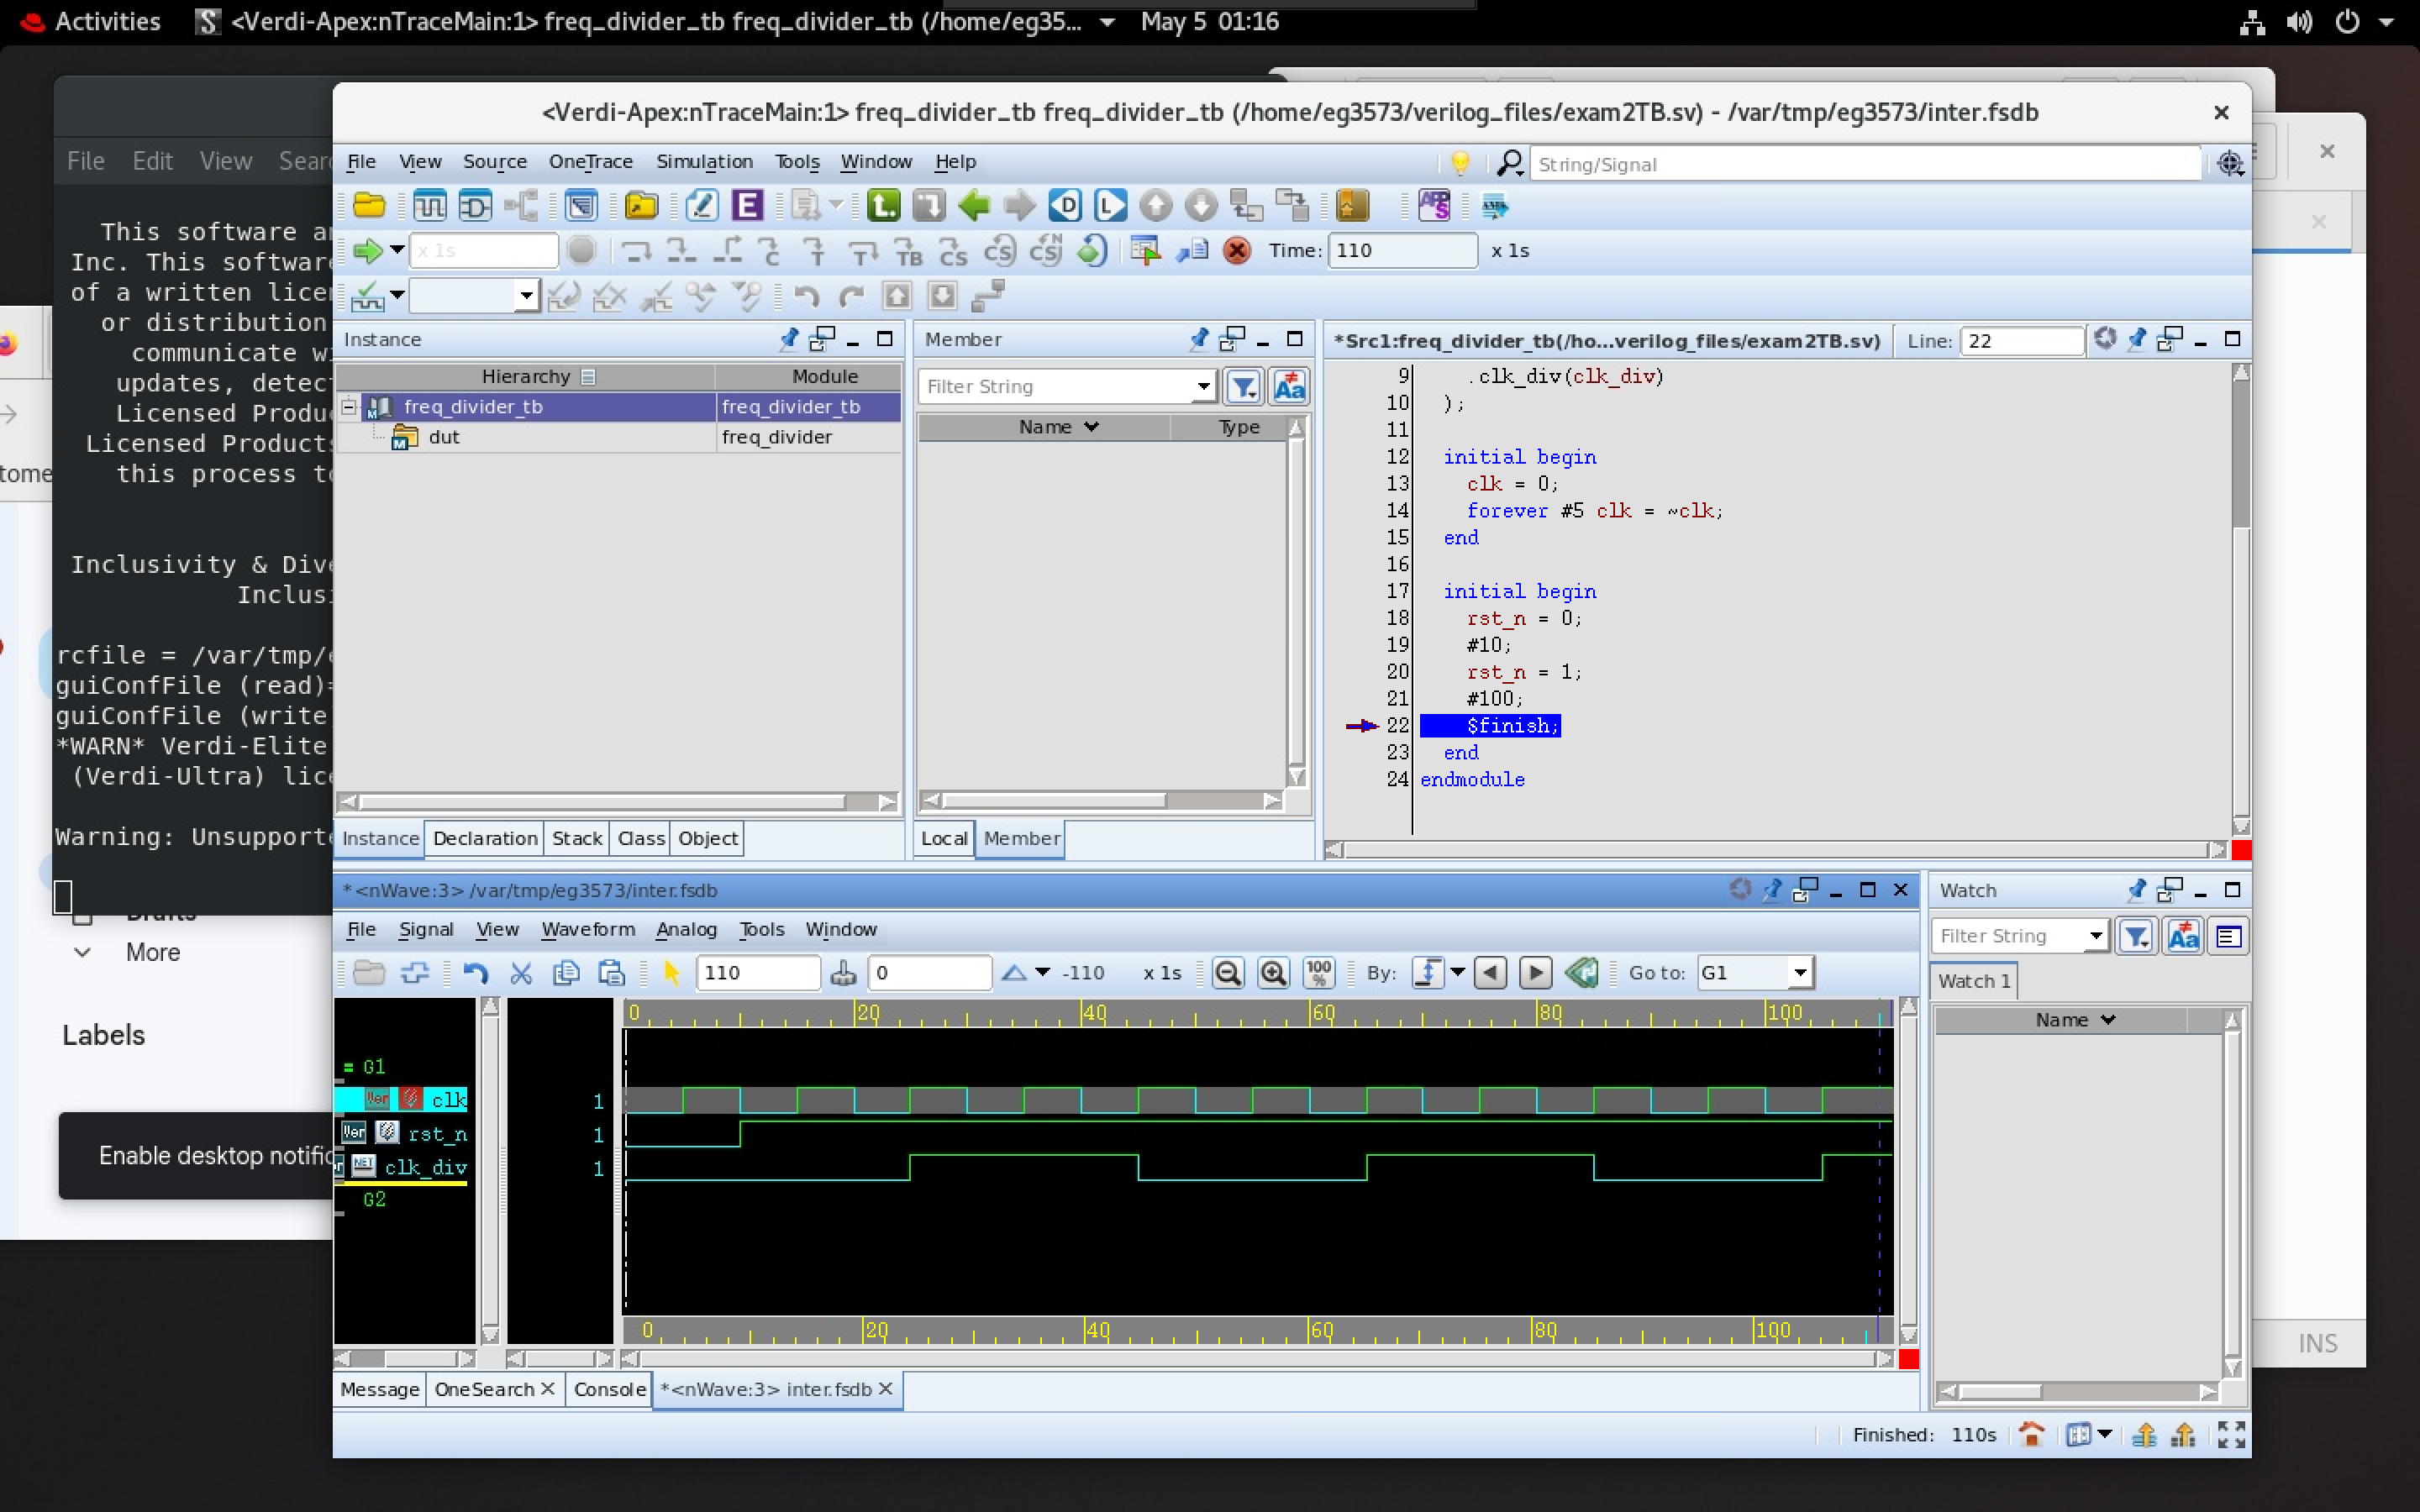 Activities <Verdi-Apex:nTraceMain:1> freq_divider_tb freq_divider_tb (/home/eg35... May 5 01:16
<Verdi-Apex:nTraceMain:1> freq_divider_tb freq_divider_tb (/home/eg3573/verilog_files/exam2TB.sv) - /var/tmp/eg3573/inter.fsdb
File Edit View Sear
File View Source OneTrace Simulation Tools Window Help String/Signal
x 1s Time: 110 x 1s
This software a
Inc. This software
of a written lice
or distribution
communicate w
updates, detect
Licensed Produ
Licensed Products
this process t
Inclusivity & Dive
Inclus
rcfile = /var/tmp/
guiConfFile (read)=
guiConfFile (write
*WARN* Verdi-Elite
(Verdi-Ultra) lice
Warning: Unsupporte
tome
Drafts
More
Labels
Enable desktop notific
Instance
Hierarchy Module
freq_divider_tb freq_divider_tb
dut freq_divider
Instance Declaration Stack Class Object
Member
Filter String
Name Type
Local Member
*Src1:freq_divider_tb(/ho...verilog_files/exam2TB.sv) Line: 22
9 .clk_div(clk_div)
10 );
11
12 initial begin
13 clk = 0;
14 forever #5 clk = ~clk;
15 end
16
17 initial begin
18 rst_n = 0;
19 #10;
20 rst_n = 1;
21 #100;
22 $finish;
23 end
24 endmodule
*<nWave:3> /var/tmp/eg3573/inter.fsdb
File Signal View Waveform Analog Tools Window
110 0 -110 x 1s 100 % By: Go to: G1
0 20 40 60 80 100
= G1
clk 1
rst_n 1
clk_div 1
G2
0 20 40 60 80 100
Message OneSearch Console *<nWave:3> inter.fsdb
Watch
Filter String
Watch 1
Name
Finished: 110s
INS